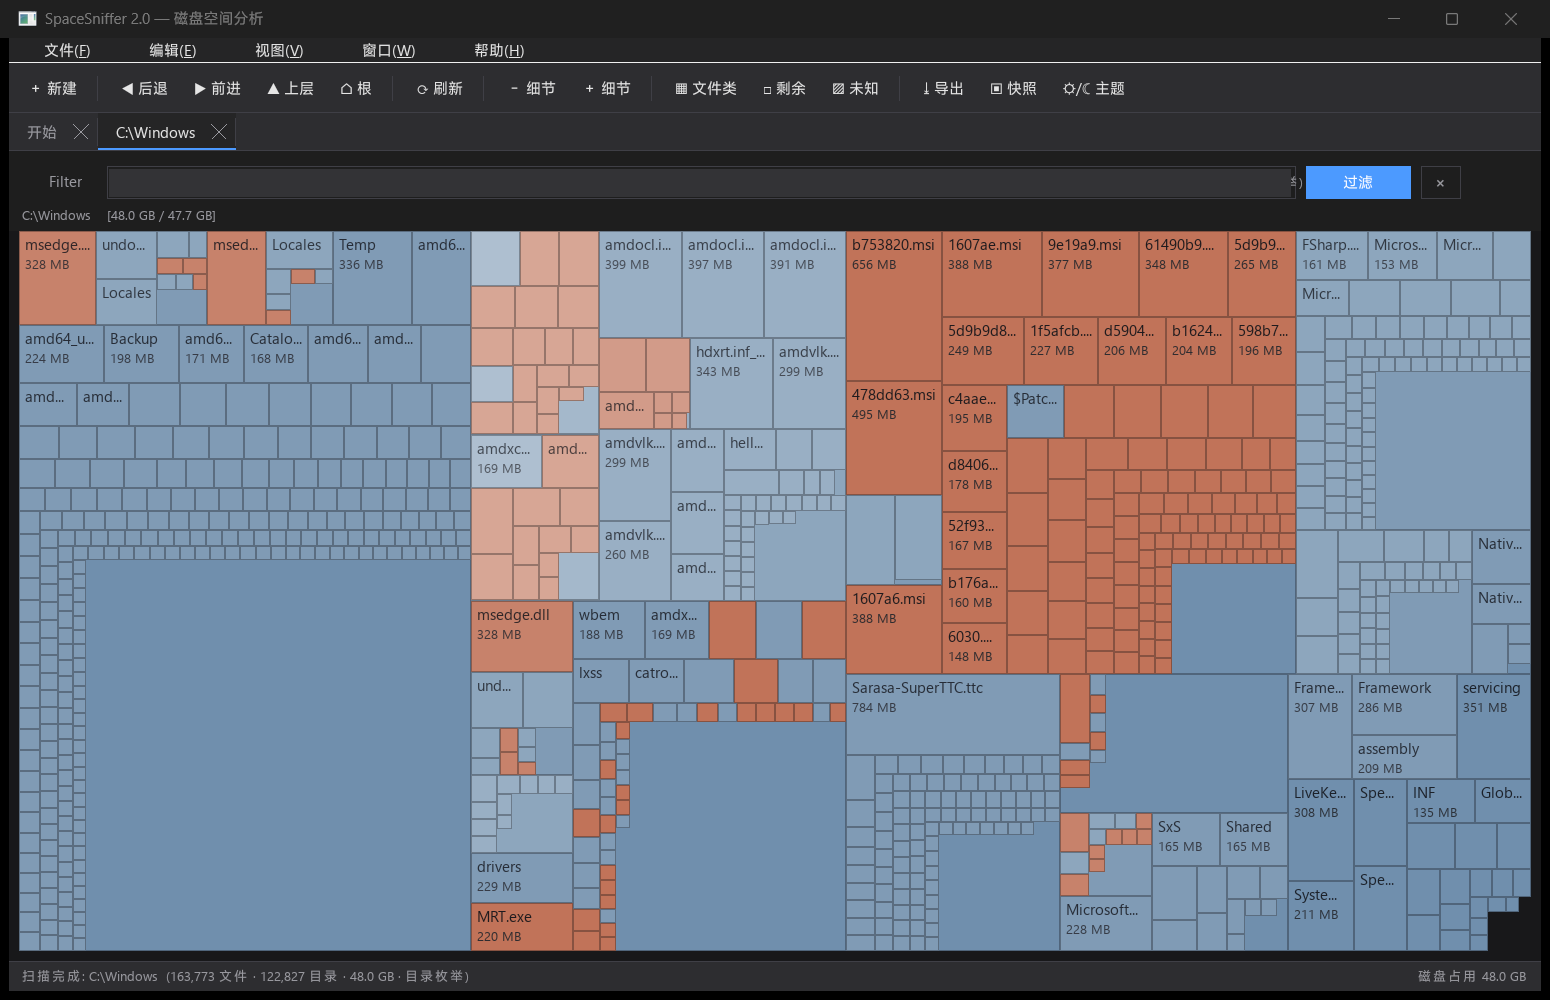 SpaceSniffer 2.0 — 磁盘空间分析
文件(F) 编辑(E) 视图(V) 窗口(W) 帮助(H)
+ 新建 ◀ 后退 ▶ 前进 ▲ 上层 根 ⟳ 刷新 − 细节 + 细节 ▦ 文件类 □ 剩余 ▨ 未知 ⤓ 导出 ▣ 快照 ☼/☾ 主题
开始 C:\Windows
Filter 过滤 ×
C:\Windows [48.0 GB / 47.7 GB]
msedge....
328 MB
undo...
Locales
msed...
Locales
Temp
336 MB
amd6...
amd64_u...
224 MB
Backup
198 MB
amd6...
171 MB
Catalo...
168 MB
amd6...
amd...
amd...
amd...
amdxc...
169 MB
amd...
amdocl.i...
399 MB
amdocl.i...
397 MB
amdocl.i...
391 MB
amd...
hdxrt.inf_...
343 MB
amdvlk....
299 MB
amdvlk....
299 MB
amd...
hell...
amd...
amdvlk....
260 MB
amd...
msedge.dll
328 MB
wbem
188 MB
amdx...
169 MB
und...
lxss
catro...
drivers
229 MB
MRT.exe
220 MB
b753820.msi
656 MB
478dd63.msi
495 MB
1607a6.msi
388 MB
1607ae.msi
388 MB
9e19a9.msi
377 MB
61490b9....
348 MB
5d9b9...
265 MB
5d9b9d8...
249 MB
1f5afcb....
227 MB
d5904...
206 MB
b1624...
204 MB
598b7...
196 MB
c4aae...
195 MB
$Patc...
d8406...
178 MB
52f93...
167 MB
b176a...
160 MB
6030....
148 MB
FSharp....
161 MB
Micros...
153 MB
Micr...
Micr...
Nativ...
Nativ...
Sarasa-SuperTTC.ttc
784 MB
SxS
165 MB
Shared
165 MB
Microsoft...
228 MB
Frame...
307 MB
Framework
286 MB
assembly
209 MB
servicing
351 MB
LiveKe...
308 MB
Spe...
INF
135 MB
Glob...
Syste...
211 MB
Spe...
扫描完成: C:\Windows (163,773 文件 · 122,827 目录 · 48.0 GB · 目录枚举)
磁盘占用 48.0 GB